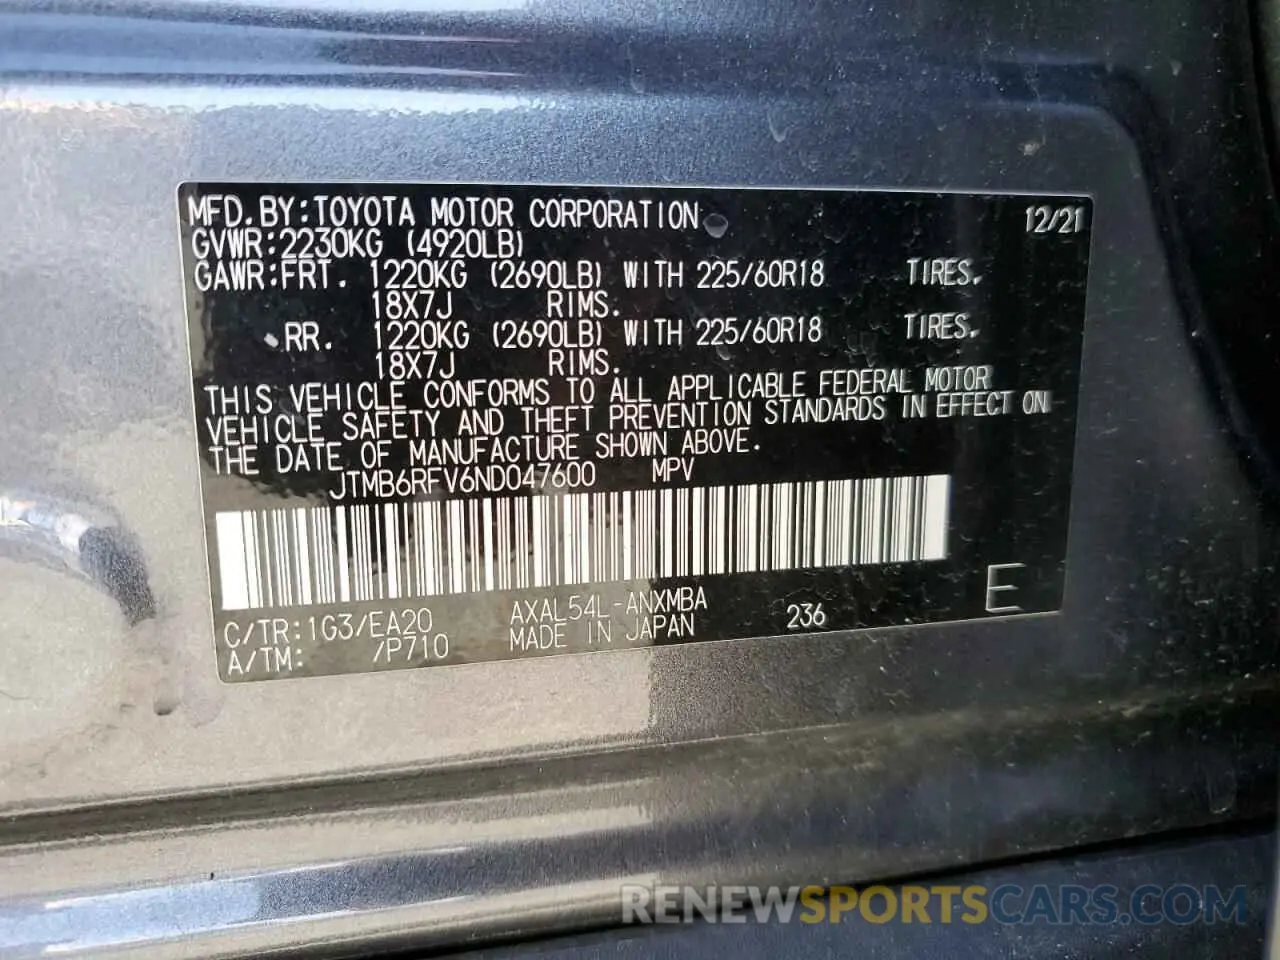 MFD.BY:TOYOTA MOTOR CORPORATION 12/21
GVWR:2230KG (4920LB)
GAWR:FRT. 1220KG (2690LB) WITH 225/60R18 TIRES.
18X7J RIMS.
RR. 1220KG (2690LB) WITH 225/60R18 TIRES.
18X7J RIMS.
THIS VEHICLE CONFORMS TO ALL APPLICABLE FEDERAL MOTOR
VEHICLE SAFETY AND THEFT PREVENTION STANDARDS IN EFFECT ON
THE DATE OF MANUFACTURE SHOWN ABOVE.
JTMB6RFV6ND047600 MPV
C/TR:1G3/EA20 AXAL54L-ANXMBA 236 E
A/TM: /P710 MADE IN JAPAN
RENEWSPORTSCARS.COM